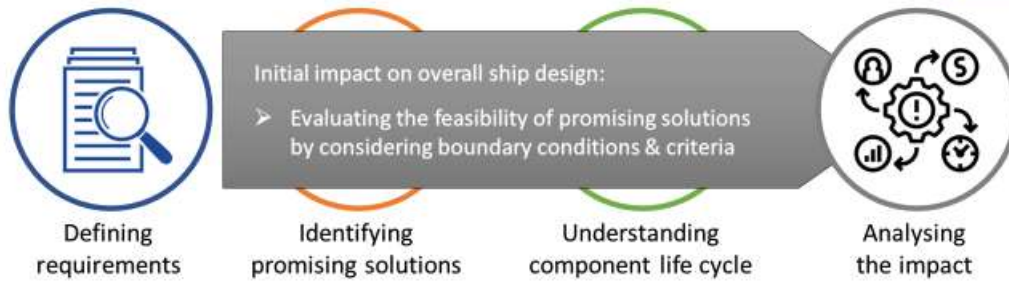 Initial impact on overall ship design:
➢ Evaluating the feasibility of promising solutions
by considering boundary conditions & criteria
S
!
Defining
requirements
Identifying
promising solutions
Understanding
component life cycle
Analysing
the impact